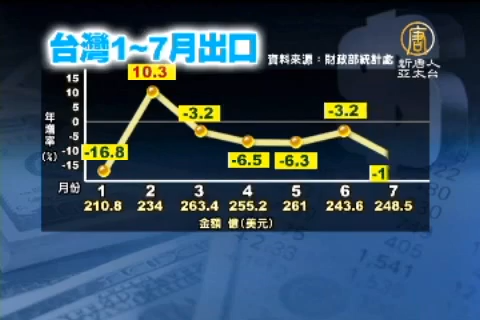 台灣1~7月出口
資料來源：財政部統計處
新唐人
亞太台
年增率(%)
15
10
5
0
-5
-10
-15
-16.8
10.3
-3.2
-6.5
-6.3
-3.2
-1
月份 1 2 3 4 5 6 7
210.8 234 263.4 255.2 261 243.6 248.5
金額 億(美元)